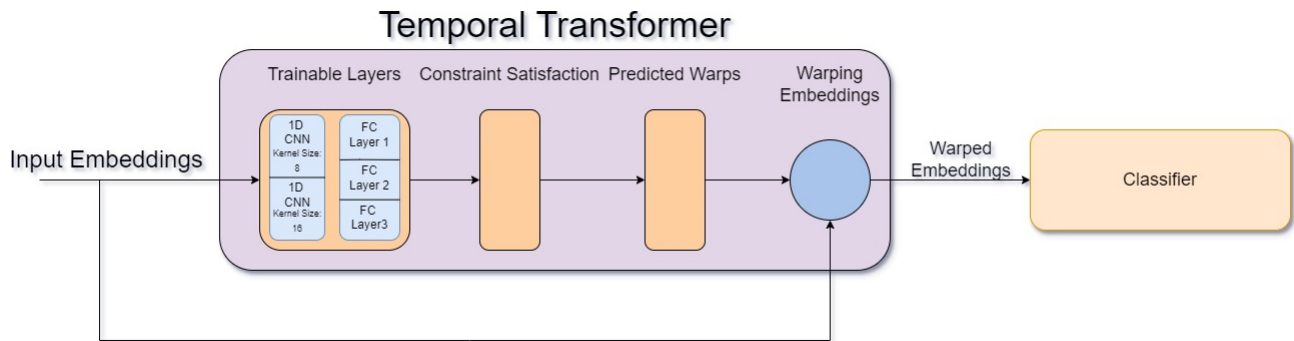 Temporal Transformer
Trainable Layers
Constraint Satisfaction
Predicted Warps
Warping
Embeddings
Input Embeddings
1D
CNN
Kernel Size:
8
1D
CNN
Kernel Size:
16
FC
Layer 1
FC
Layer 2
FC
Layer3
Warped
Embeddings
Classifier